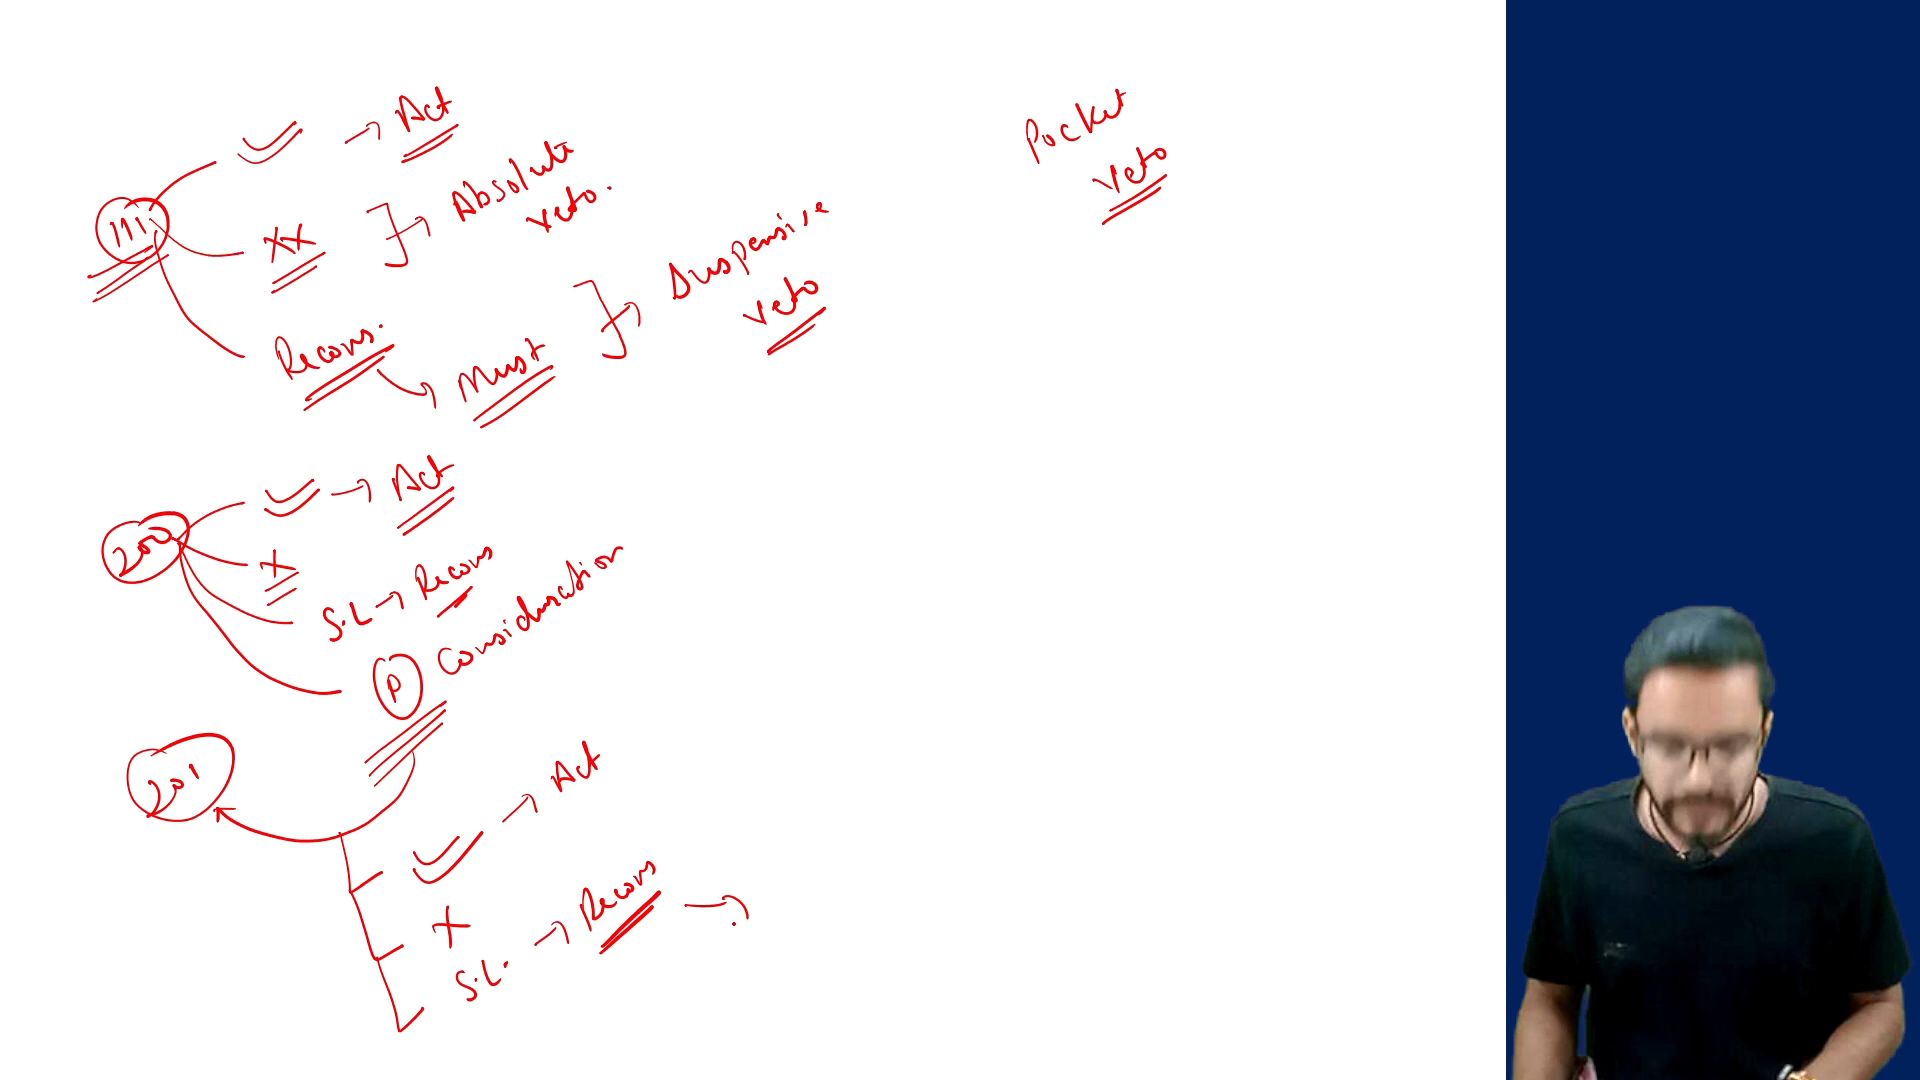 111
→ Act
XX
→ Absolute
veto.
Recons.
→ Must
→ Suspensive
veto
Pocket
veto
200
→ Act
X
S.L → Recons
P Consideration
201
→ Act
X
S.L. → Recons →